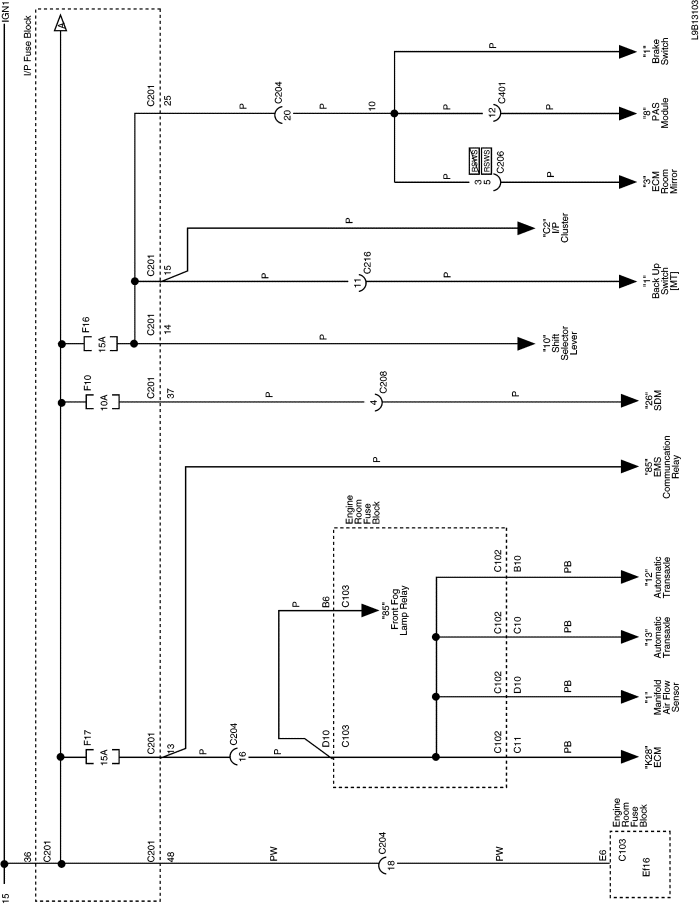 IGN1
L9B13103
I/P Fuse Block
A
P
"1"
Brake
Switch
C201
25
P
C204
20
P
10
P
C401
12
P
"8"
PAS
Module
P
RSWS
RSWS
3
5
C206
P
"3"
ECM
Room
Mirror
P
"C2"
I/P
Cluster
C201
15
P
C216
11
P
"1"
Back Up
Switch
[MT]
F16
15A
C201
14
P
"10"
Shift
Selector
Lever
F10
10A
C201
37
P
C208
4
P
"26"
SDM
P
"85"
EMS
Communcation
Relay
Engine
Room
Fuse
Block
C102
B10
PB
"12"
Automatic
Transaxle
P
B6
C103
"85"
Front Fog
Lamp Relay
C102
C10
PB
"13"
Automatic
Transaxle
C102
D10
PB
"1"
Manifold
Air Flow
Sensor
F17
15A
C201
13
P
C204
16
P
D10
C103
C102
C11
PB
"K28"
ECM
15
36
C201
C201
48
PW
C204
18
PW
E6
Engine
Room
Fuse
Block
C103
Ef16